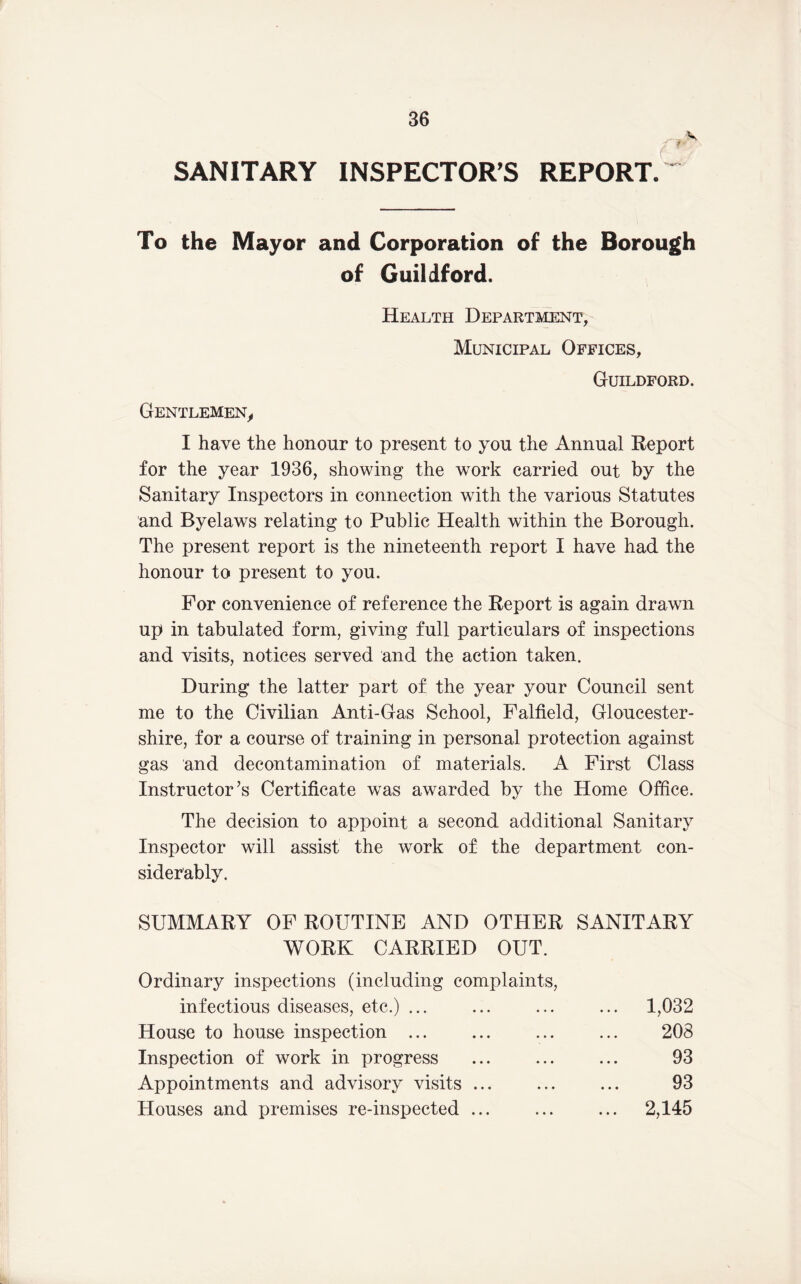 36
SANITARY INSPECTOR'S REPORT.
To the Mayor and Corporation of the Borough
of Guildford.
Health Department,
Municipal Offices,
Guildford.
Gentlemen,
I have the honour to present to you the Annual Report
for the year 1936, showing the work carried out by the
Sanitary Inspectors in connection with the various Statutes
and Byelaws relating to Public Health within the Borough.
The present report is the nineteenth report I have had the
honour to present to you.
For convenience of reference the Report is again drawn
up in tabulated form, giving full particulars of inspections
and visits, notices served and the action taken.
During the latter part of the year your Council sent
me to the Civilian Anti-Gas School, Falfield, Gloucester-
shire, for a course of training in personal protection against
gas and decontamination of materials. A First Class
Instructor's Certificate was awarded by the Home Office.
The decision to appoint a second additional Sanitary
Inspector will assist the work of the department con-
siderably.
SUMMARY OF ROUTINE AND OTHER SANITARY
WORK CARRIED OUT.
Ordinary inspections (including complaints,
infectious diseases, etc.) ... ... ... ... 1,032
House to house inspection ... ... ... ... 208
Inspection of work in progress ... ... ... 93
Appointments and advisory visits ... ... ... 93
Houses and premises re-inspected ... ... ... 2,145